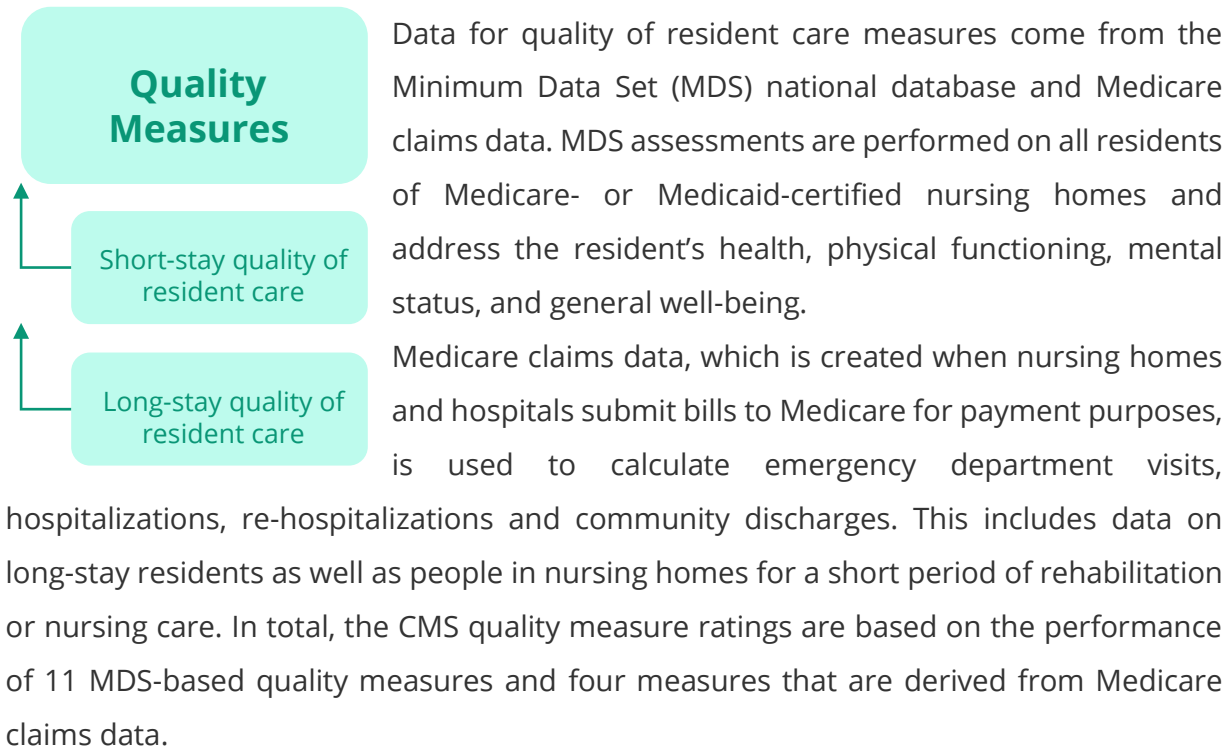 Quality
Measures
Short-stay quality of
resident care
Long-stay quality of
resident care
Data for quality of resident care measures come from the
Minimum Data Set (MDS) national database and Medicare
claims data. MDS assessments are performed on all residents
of Medicare- or Medicaid-certified nursing homes and
address the resident’s health, physical functioning, mental
status, and general well-being.
Medicare claims data, which is created when nursing homes
and hospitals submit bills to Medicare for payment purposes,
is used to calculate emergency department visits,
hospitalizations, re-hospitalizations and community discharges. This includes data on
long-stay residents as well as people in nursing homes for a short period of rehabilitation
or nursing care. In total, the CMS quality measure ratings are based on the performance
of 11 MDS-based quality measures and four measures that are derived from Medicare
claims data.